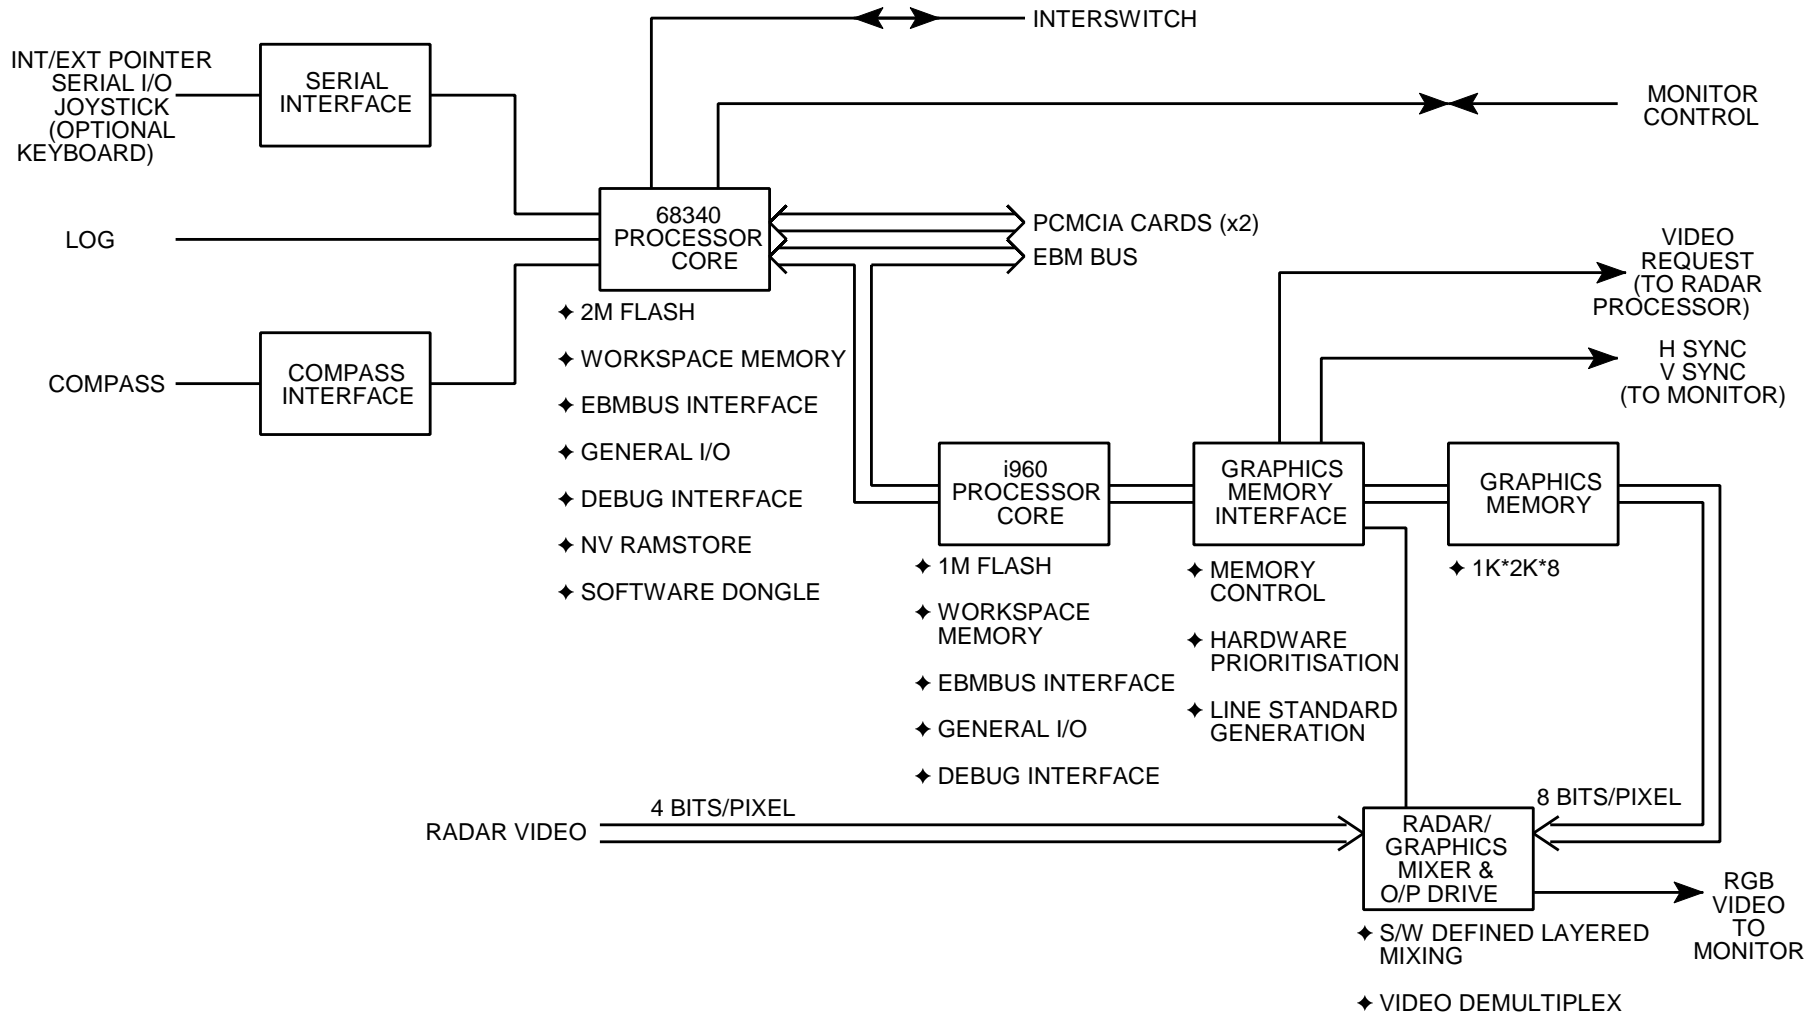 INTERSWITCH
INT/EXT POINTER
SERIAL I/O
JOYSTICK
(OPTIONAL
KEYBOARD)
SERIAL
INTERFACE
MONITOR
CONTROL
LOG
68340
PROCESSOR
CORE
PCMCIA CARDS (x2)
EBM BUS
VIDEO
REQUEST
(TO RADAR
PROCESSOR)
H SYNC
V SYNC
(TO MONITOR)
COMPASS
COMPASS
INTERFACE
✦ 2M FLASH
✦ WORKSPACE MEMORY
✦ EBMBUS INTERFACE
✦ GENERAL I/O
✦ DEBUG INTERFACE
✦ NV RAMSTORE
✦ SOFTWARE DONGLE
i960
PROCESSOR
CORE
✦ 1M FLASH
✦ WORKSPACE
MEMORY
✦ EBMBUS INTERFACE
✦ GENERAL I/O
✦ DEBUG INTERFACE
GRAPHICS
MEMORY
INTERFACE
✦ MEMORY
CONTROL
✦ HARDWARE
PRIORITISATION
✦ LINE STANDARD
GENERATION
GRAPHICS
MEMORY
✦ 1K*2K*8
RADAR VIDEO
4 BITS/PIXEL
8 BITS/PIXEL
RADAR/
GRAPHICS
MIXER &
O/P DRIVE
✦ S/W DEFINED LAYERED
MIXING
✦ VIDEO DEMULTIPLEX
RGB
VIDEO
TO
MONITOR